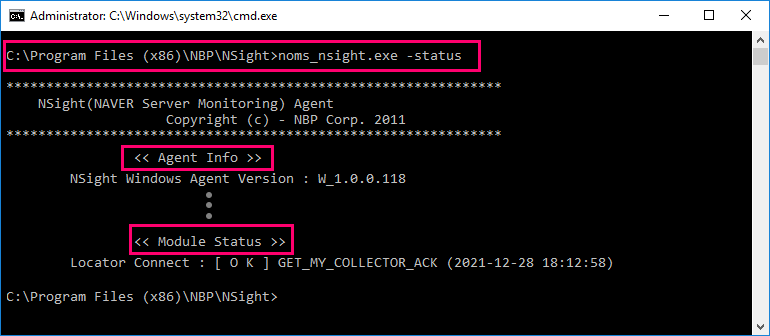 Administrator: C:\Windows\system32\cmd.exe
C:\Program Files (x86)\NBP\NSight>noms_nsight.exe -status
***************************************************************
NSight(NAVER Server Monitoring) Agent
Copyright (c) - NBP Corp. 2011
***************************************************************
<< Agent Info >>
NSight Windows Agent Version : W_1.0.0.118
<< Module Status >>
Locator Connect : [ O K ] GET_MY_COLLECTOR_ACK (2021-12-28 18:12:58)
C:\Program Files (x86)\NBP\NSight>